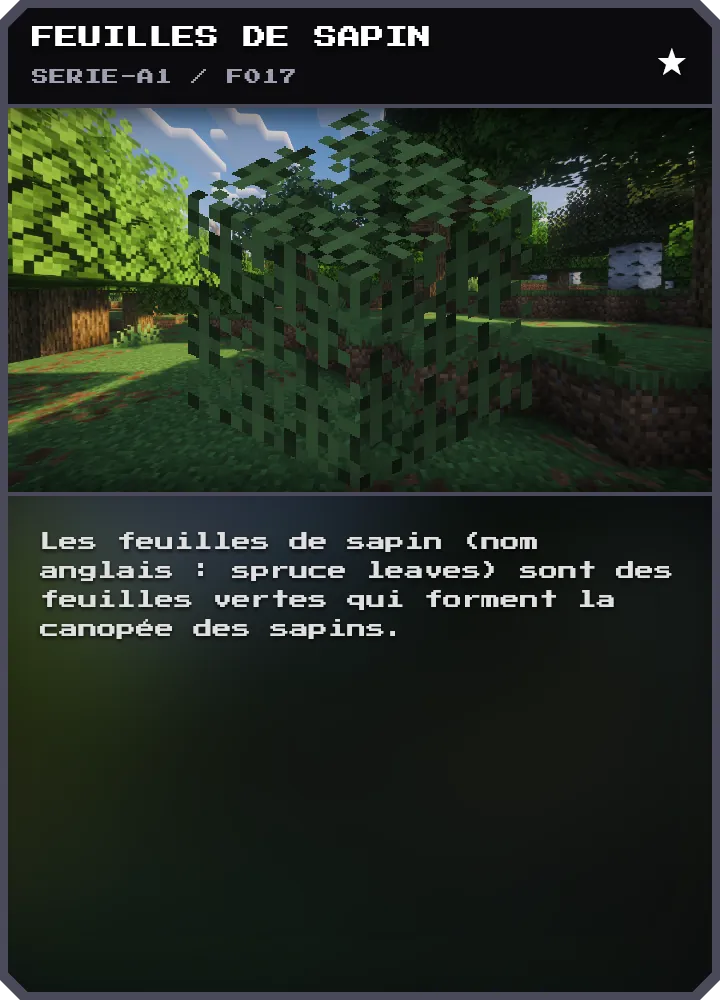 FEUILLES DE SAPIN
SERIE-A1 / F017
Les feuilles de sapin (nom
anglais : spruce leaves) sont des
feuilles vertes qui forment la
canopée des sapins.